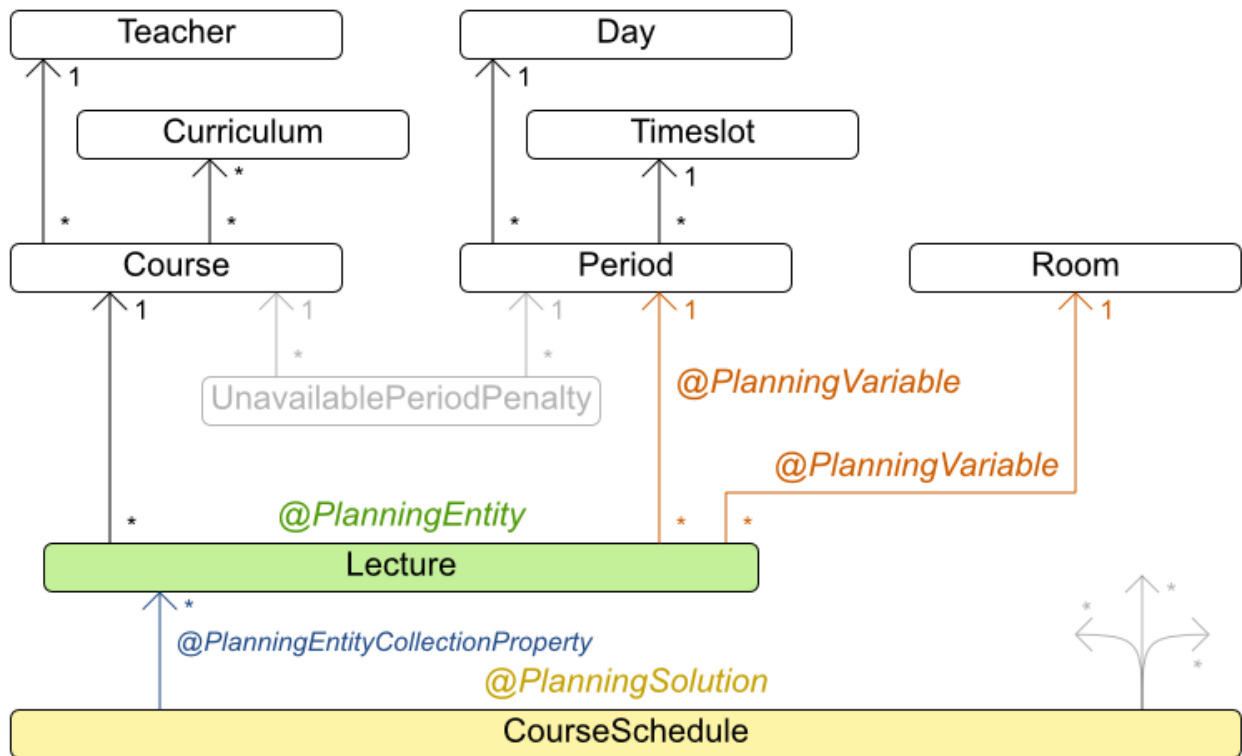 Teacher
Day
1
1
Curriculum
Timeslot
*
1
*
*
*
*
Course
Period
Room
1
1
1
1
1
*
*
@PlanningVariable
UnavailablePeriodPenalty
@PlanningVariable
@PlanningEntity
*
*
*
Lecture
*
*
*
@PlanningEntityCollectionProperty
*
@PlanningSolution
CourseSchedule